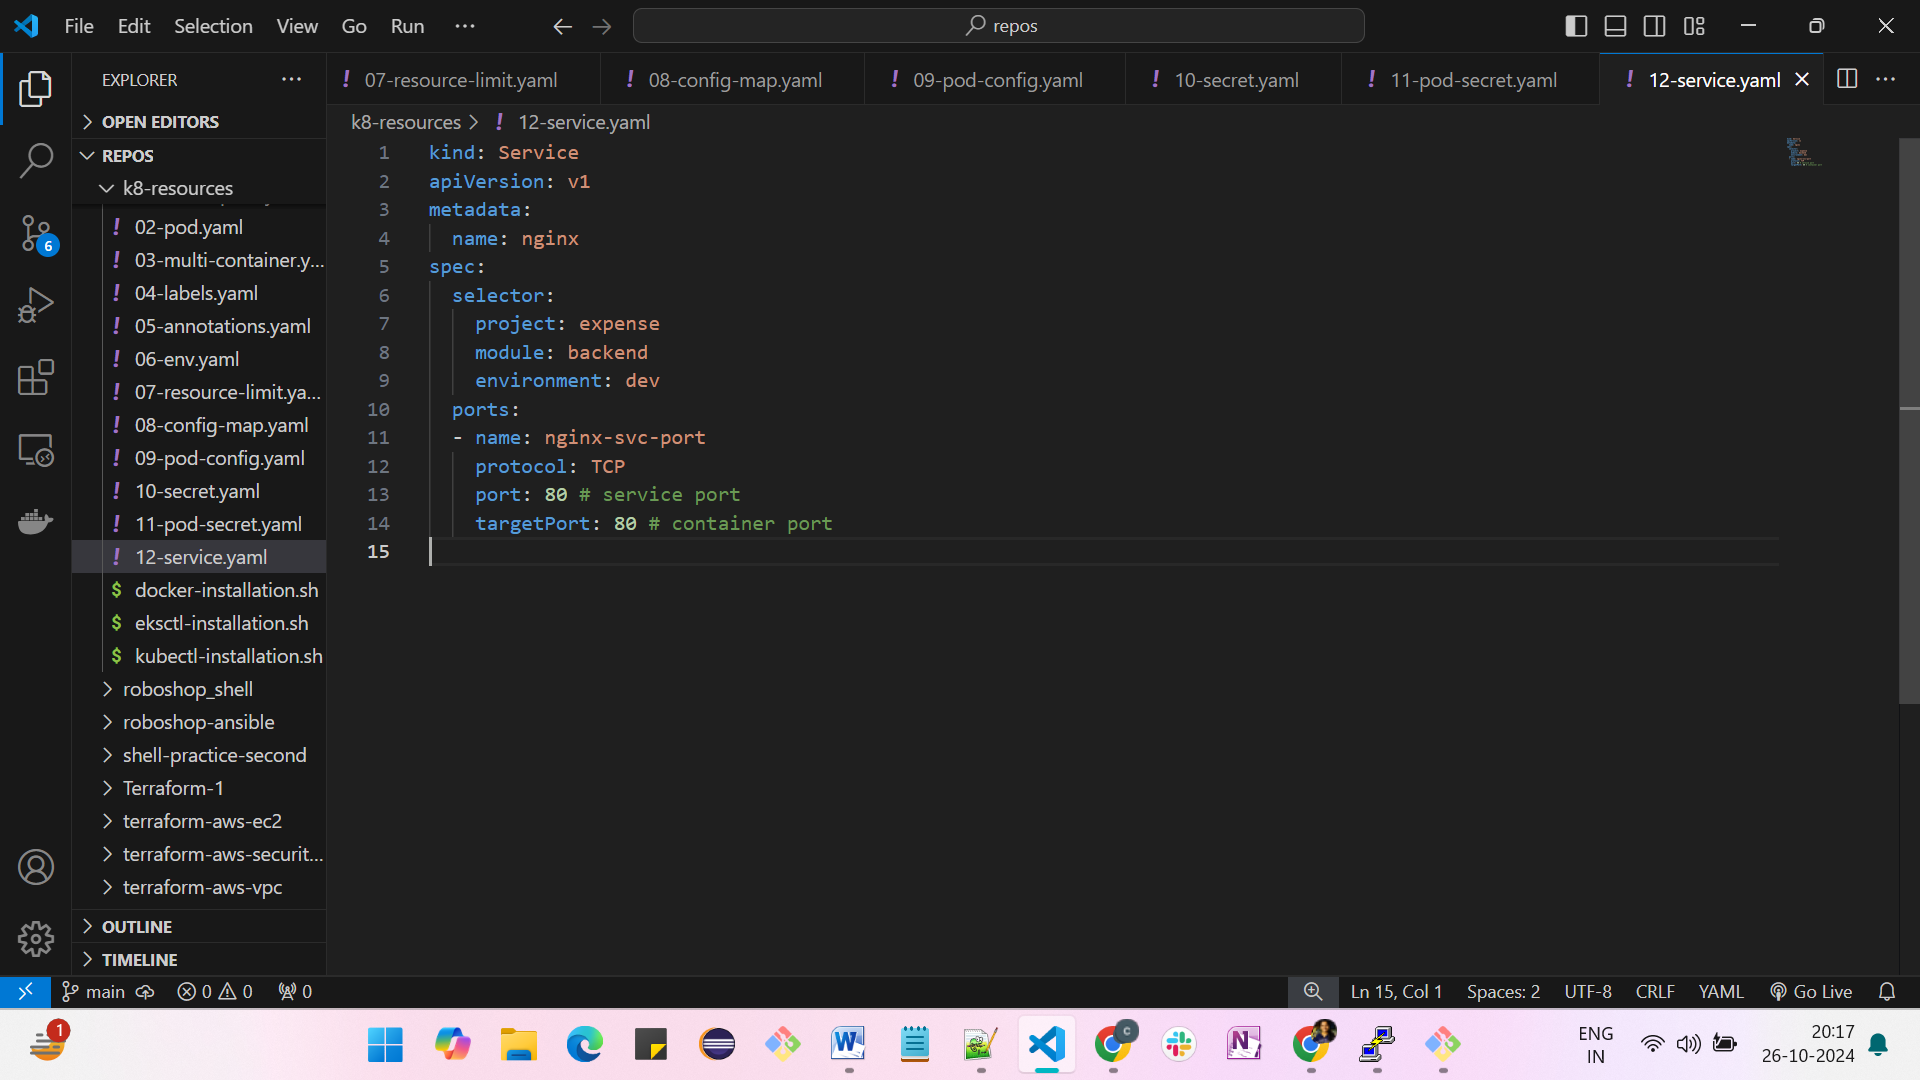 File Edit Selection View Go Run ··· repos
EXPLORER ···
07-resource-limit.yaml 08-config-map.yaml 09-pod-config.yaml 10-secret.yaml 11-pod-secret.yaml 12-service.yaml
OPEN EDITORS
REPOS
k8-resources
02-pod.yaml
03-multi-container.y...
04-labels.yaml
05-annotations.yaml
06-env.yaml
07-resource-limit.ya...
08-config-map.yaml
09-pod-config.yaml
10-secret.yaml
11-pod-secret.yaml
12-service.yaml
docker-installation.sh
eksctl-installation.sh
kubectl-installation.sh
roboshop_shell
roboshop-ansible
shell-practice-second
Terraform-1
terraform-aws-ec2
terraform-aws-securit...
terraform-aws-vpc
OUTLINE
TIMELINE
6
k8-resources > ! 12-service.yaml
1 kind: Service
2 apiVersion: v1
3 metadata:
4 name: nginx
5 spec:
6 selector:
7 project: expense
8 module: backend
9 environment: dev
10 ports:
11 - name: nginx-svc-port
12 protocol: TCP
13 port: 80 # service port
14 targetPort: 80 # container port
15
main 0 0 0 Ln 15, Col 1 Spaces: 2 UTF-8 CRLF YAML Go Live
1
W
C
N
ENG
IN
20:17
26-10-2024